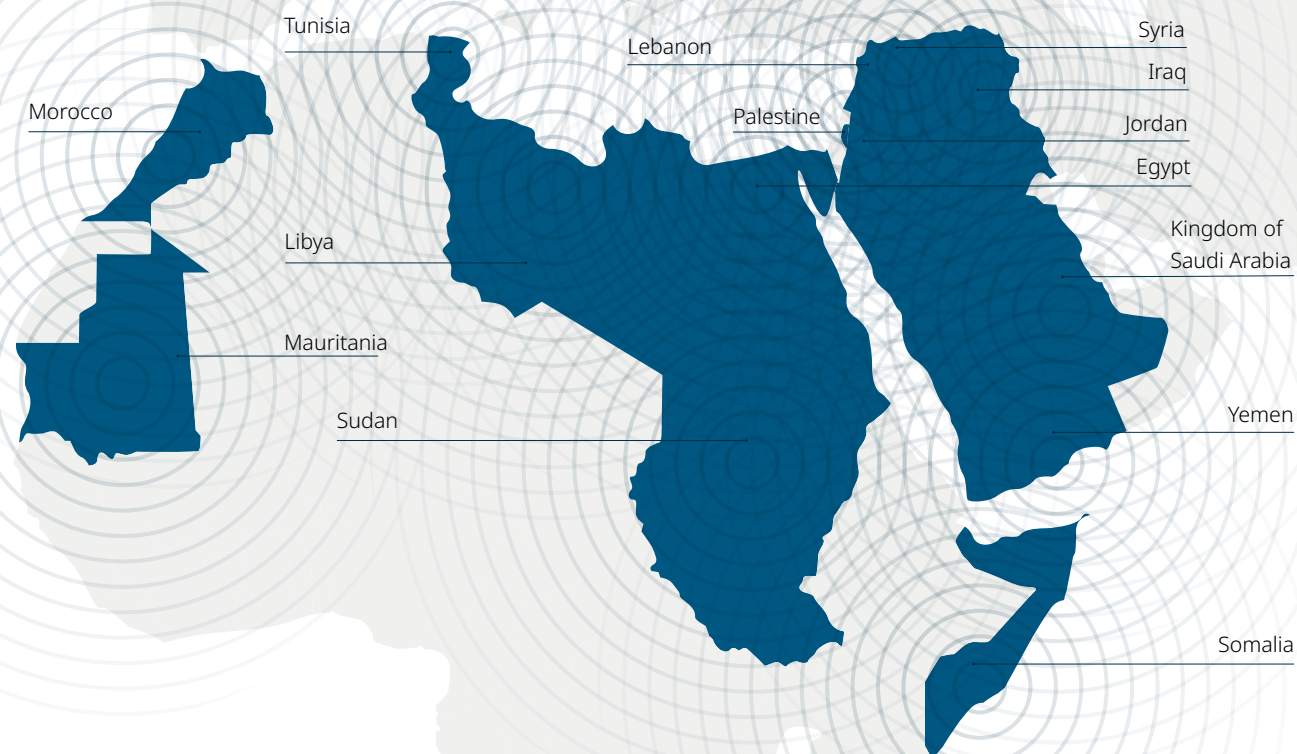 Tunisia
Syria
Lebanon
Iraq
Morocco
Palestine
Jordan
Egypt
Kingdom of
Saudi Arabia
Libya
Mauritania
Yemen
Sudan
Somalia